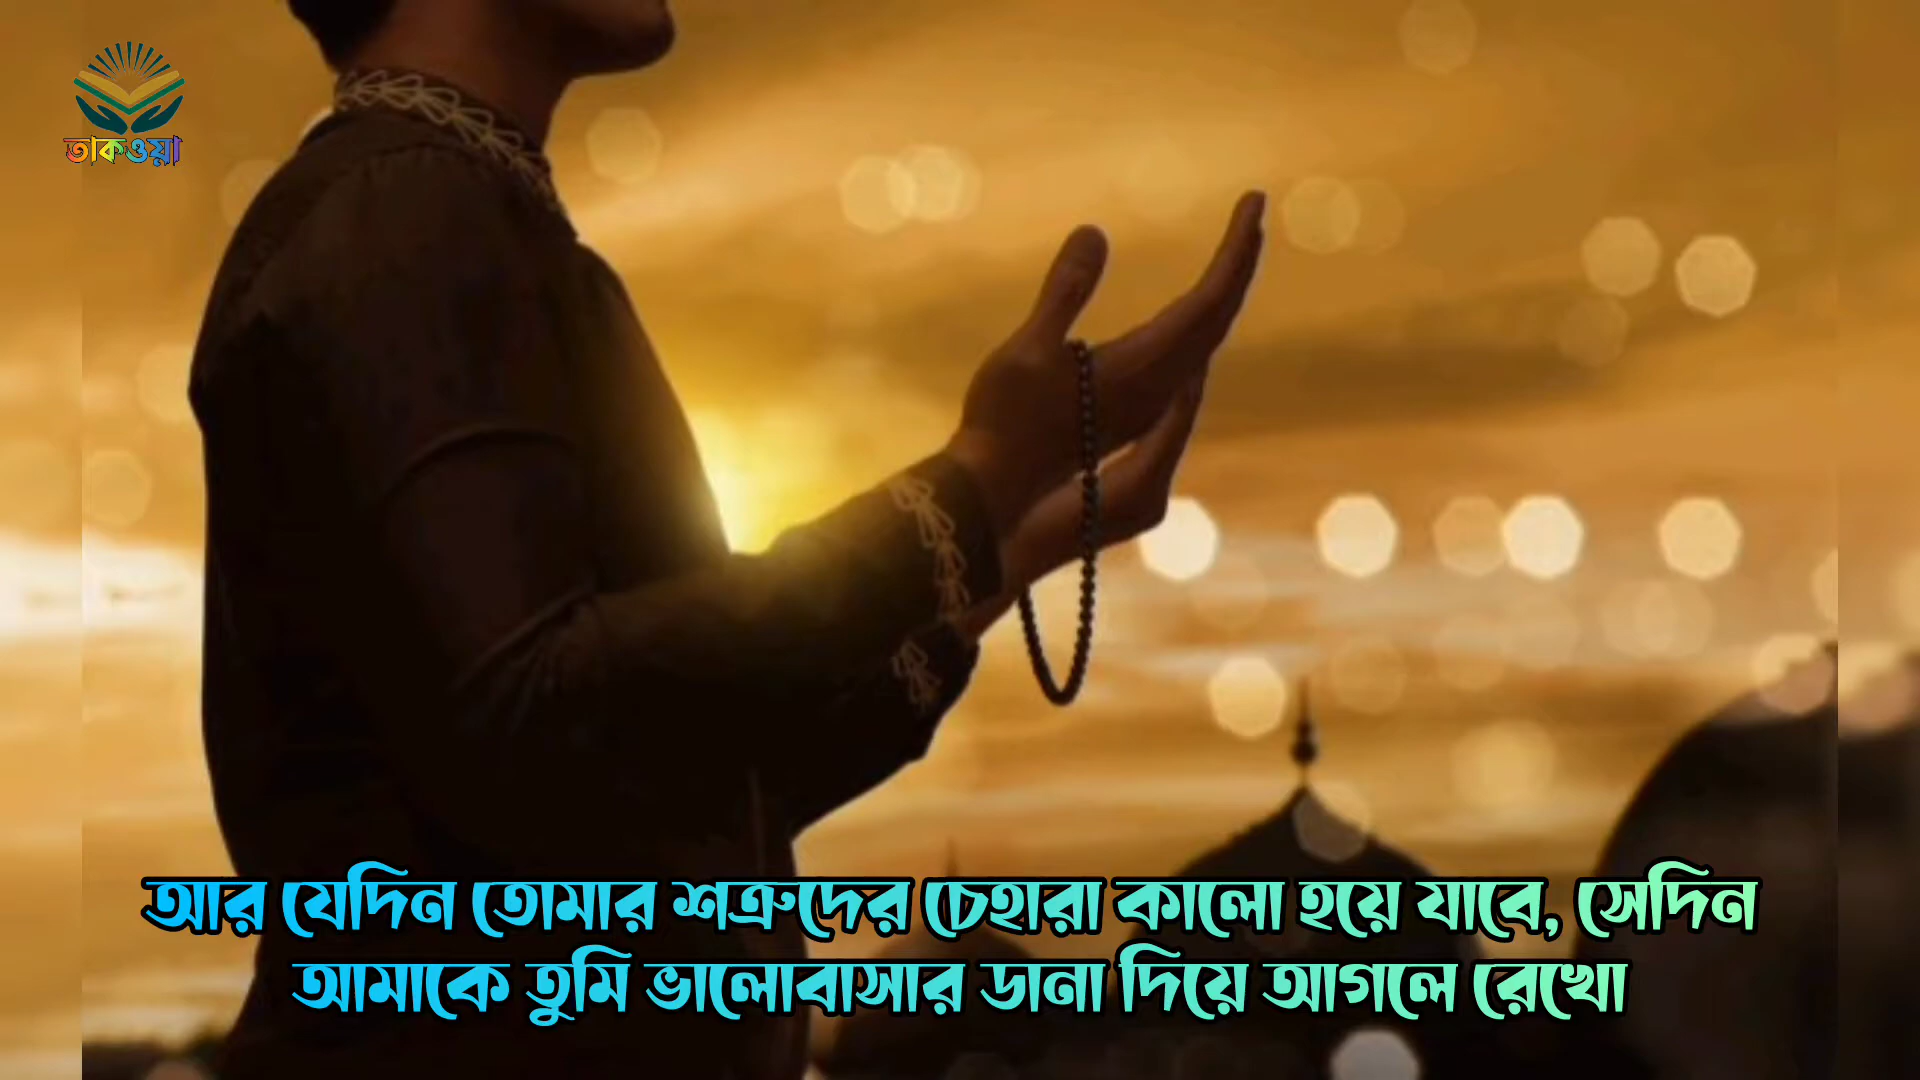 তাকওয়া
আর যেদিন তোমার শত্রুদের চেহারা কালো হয়ে যাবে, সেদিন
আমাকে তুমি ভালোবাসার ডানা দিয়ে আগলে রেখো